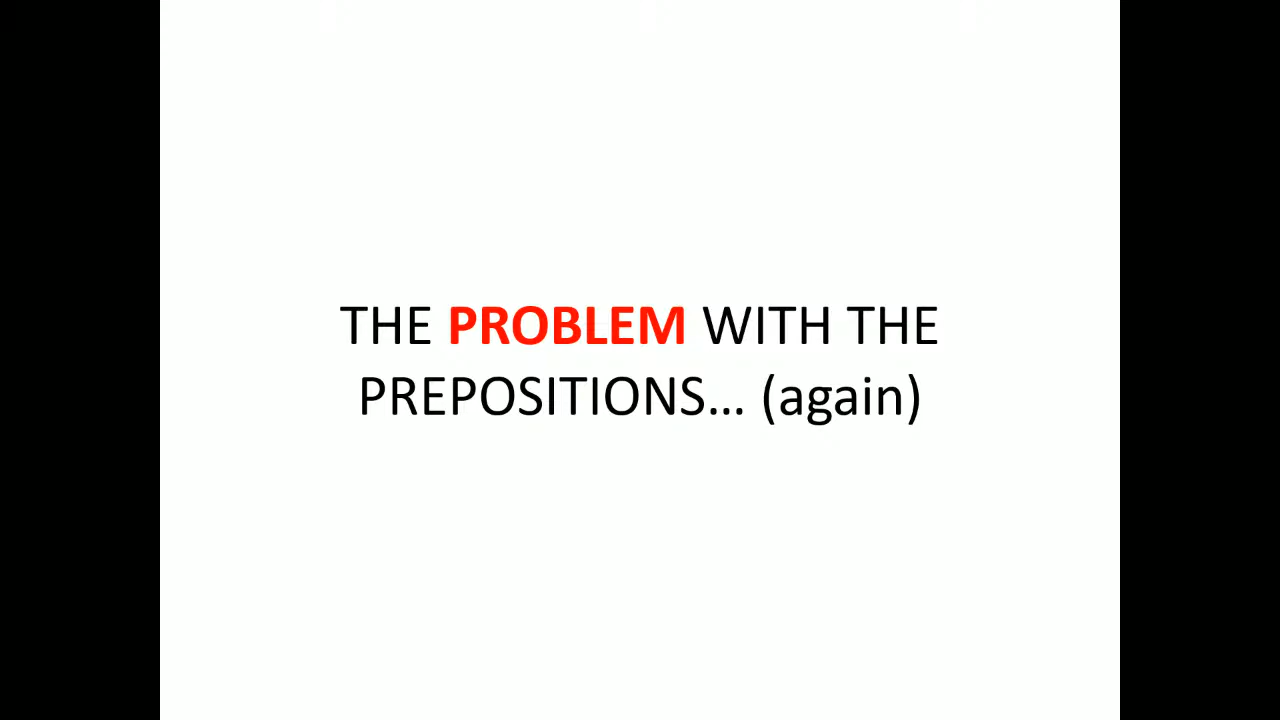 THE PROBLEM WITH THE
PREPOSITIONS… (again)